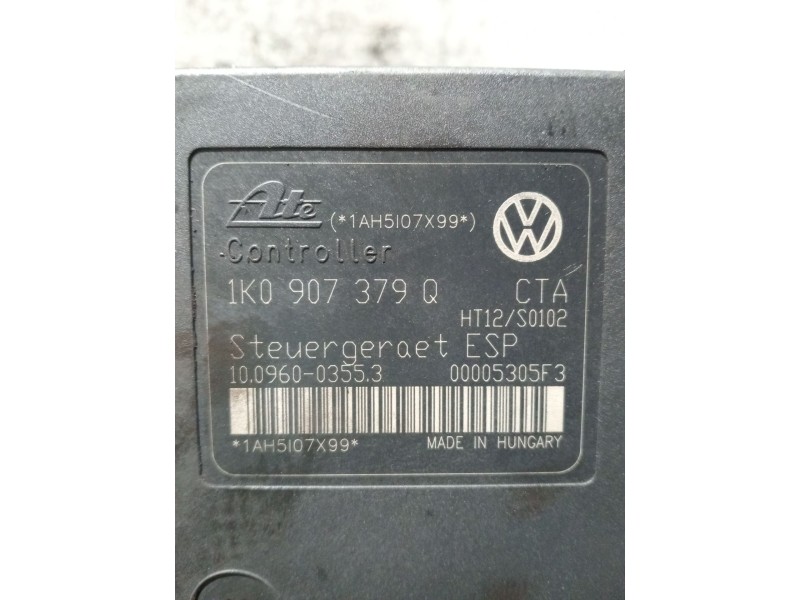 Ate (*1AH5I07X99*)
Controller
1K0 907 379 Q CTA
HT12/S0102
Steuergeraet ESP
10.0960-0355.3 00005305F3
*1AH5I07X99* MADE IN HUNGARY